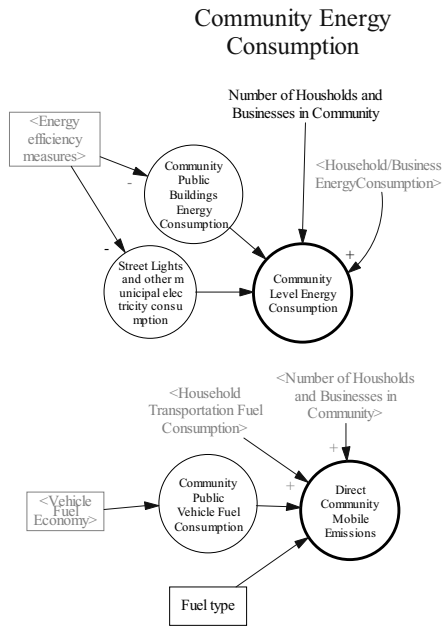 Community Energy
Consumption
Number of Housholds and
Businesses in Community
<Energy
efficiency
measures>
<Household/Business
EnergyConsumption>
Community
Public
Buildings
Energy
Consumption
-
-
+
Street Lights
and other m
unicipal elec
tricity consu
mption
Community
Level Energy
Consumption
<Number of Housholds
and Businesses in
Community>
<Household
Transportation Fuel
Consumption>
+
+
<Vehicle
Fuel
Economy>
Community
Public
Vehicle Fuel
Consumption
Direct
Community
Mobile
Emissions
Fuel type